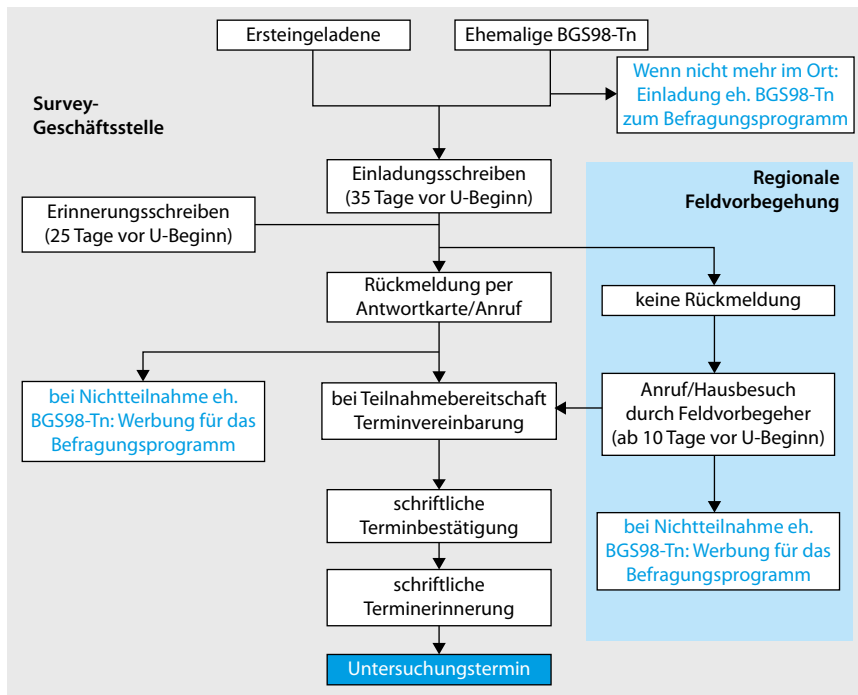 Ersteingeladene
Ehemalige BGS98-Tn
Wenn nicht mehr im Ort:
Einladung eh. BGS98-Tn
zum Befragungsprogramm
Survey-
Geschäftsstelle
Einladungsschreiben
(35 Tage vor U-Beginn)
Regionale
Feldvorbegehung
Erinnerungsschreiben
(25 Tage vor U-Beginn)
Rückmeldung per
Antwortkarte/Anruf
keine Rückmeldung
bei Nichtteilnahme eh.
BGS98-Tn: Werbung für das
Befragungsprogramm
bei Teilnahmebereitschaft
Terminvereinbarung
Anruf/Hausbesuch
durch Feldvorbegeher
(ab 10 Tage vor U-Beginn)
schriftliche
Terminbestätigung
bei Nichtteilnahme eh.
BGS98-Tn: Werbung für das
Befragungsprogramm
schriftliche
Terminerinnerung
Untersuchungstermin